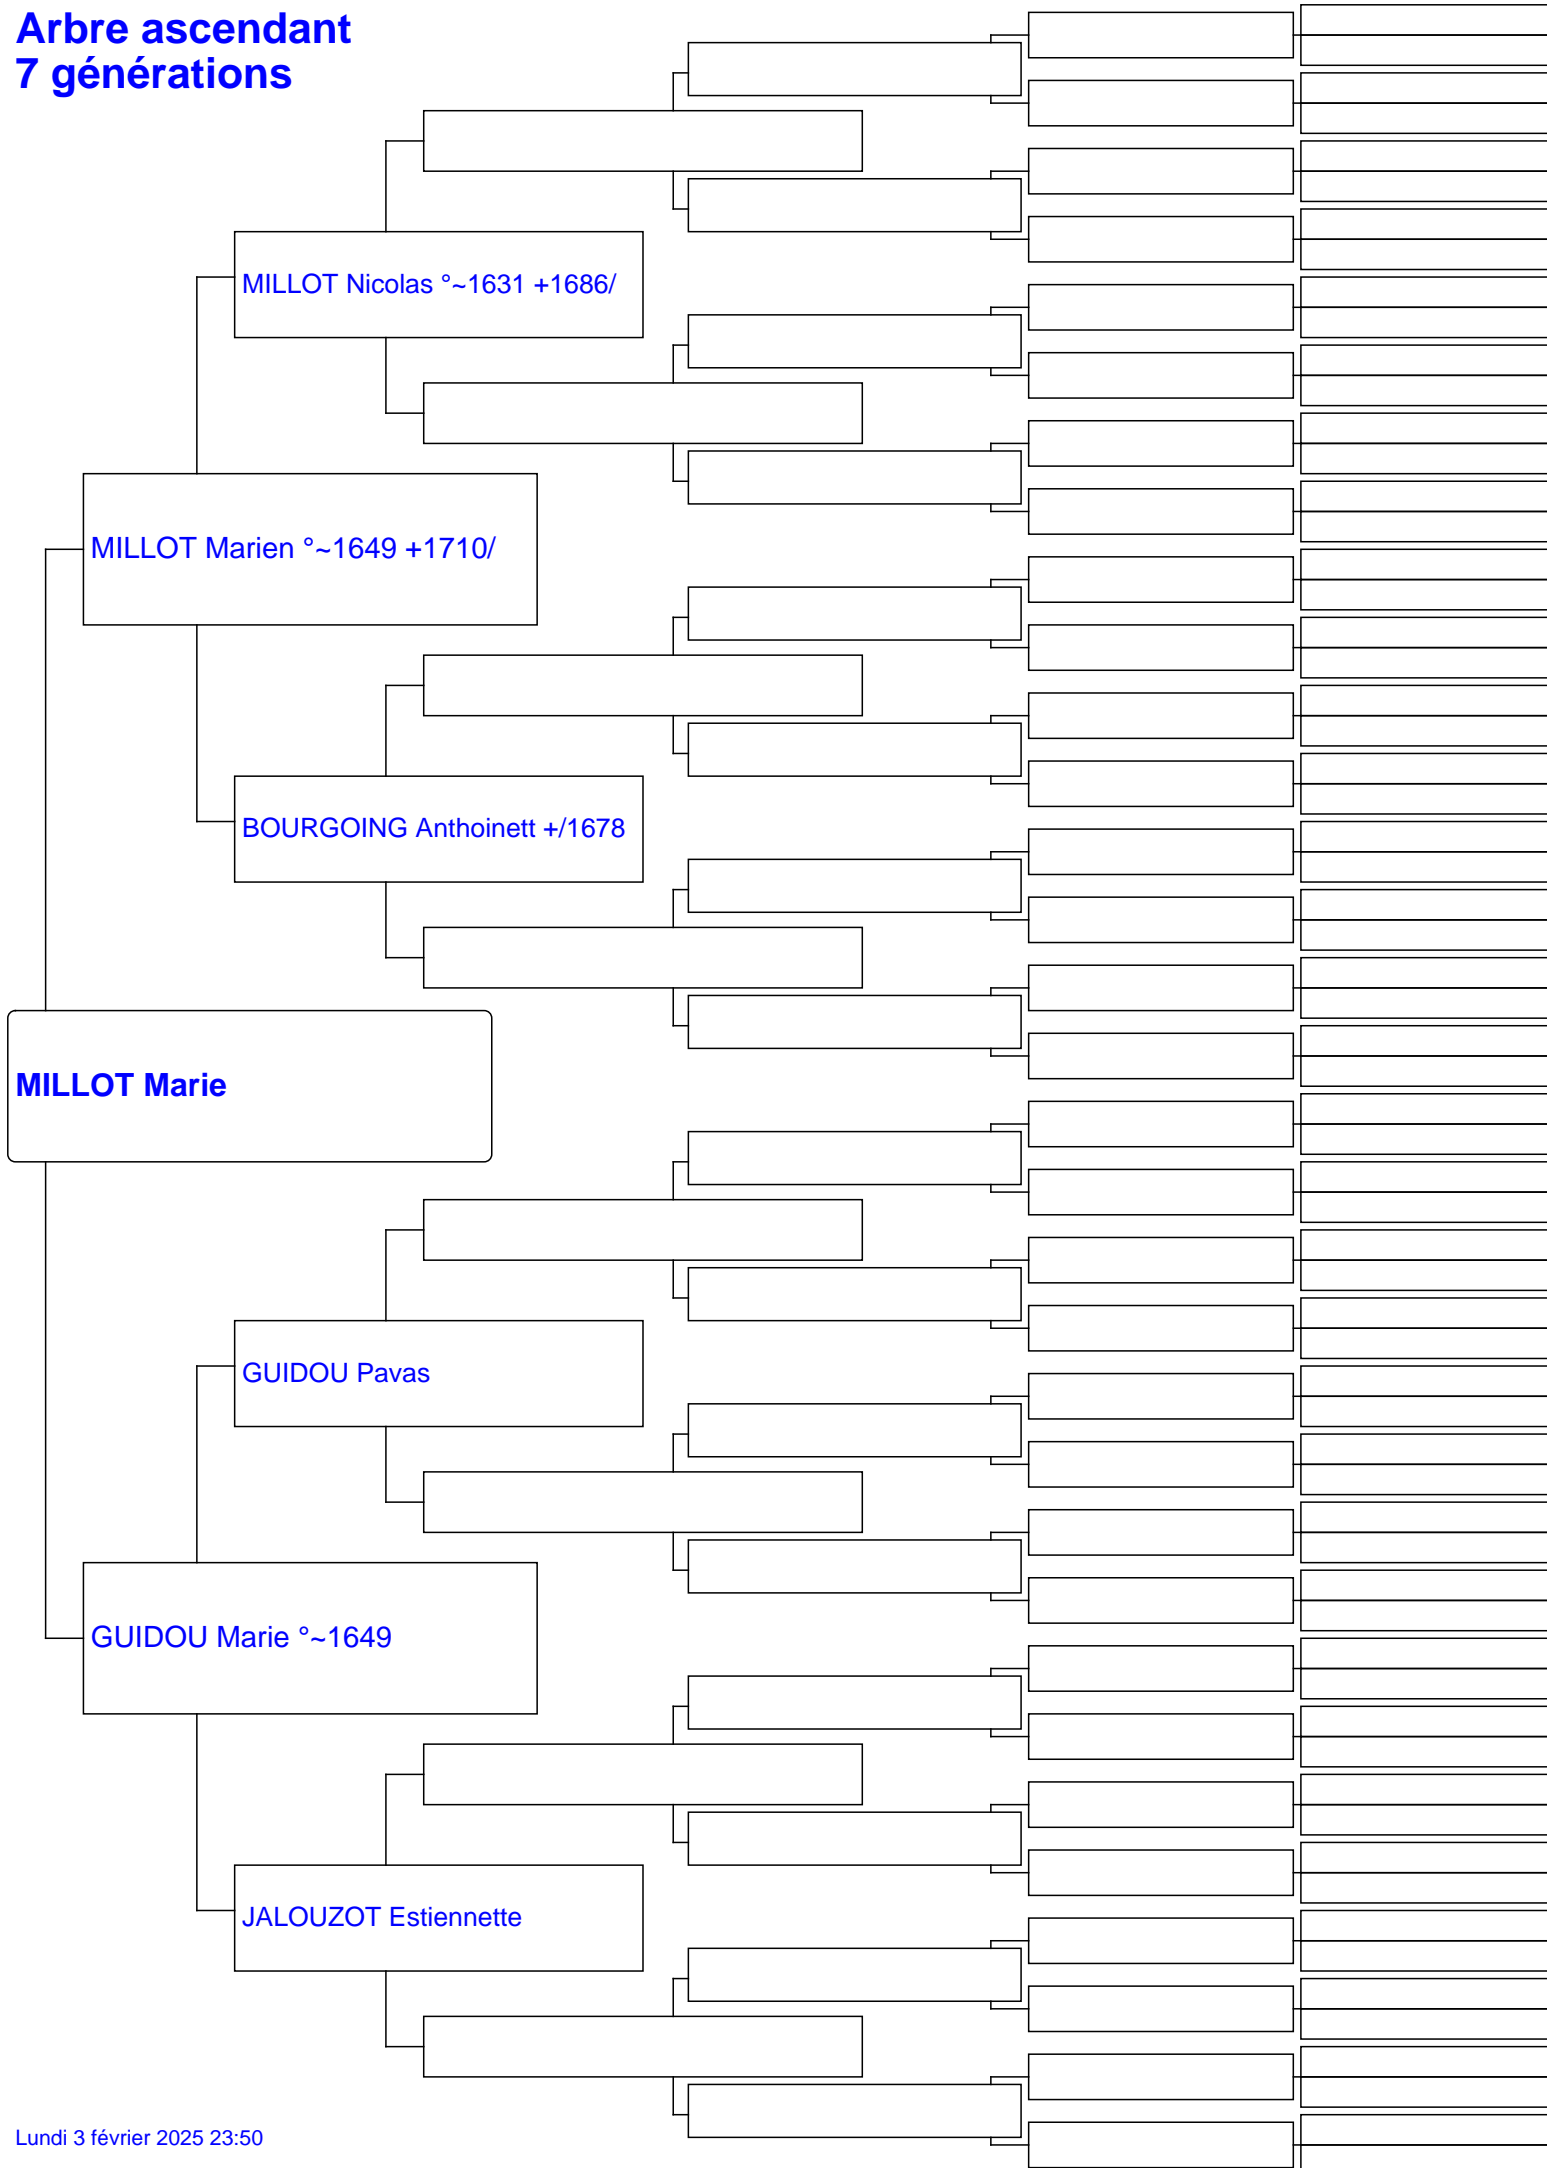 Arbre ascendant
7 générations
MILLOT Nicolas °~1631 +1686/
MILLOT Marien °~1649 +1710/
BOURGOING Anthoinett +/1678
MILLOT Marie
GUIDOU Pavas
GUIDOU Marie °~1649
JALOUZOT Estiennette
Lundi 3 février 2025 23:50